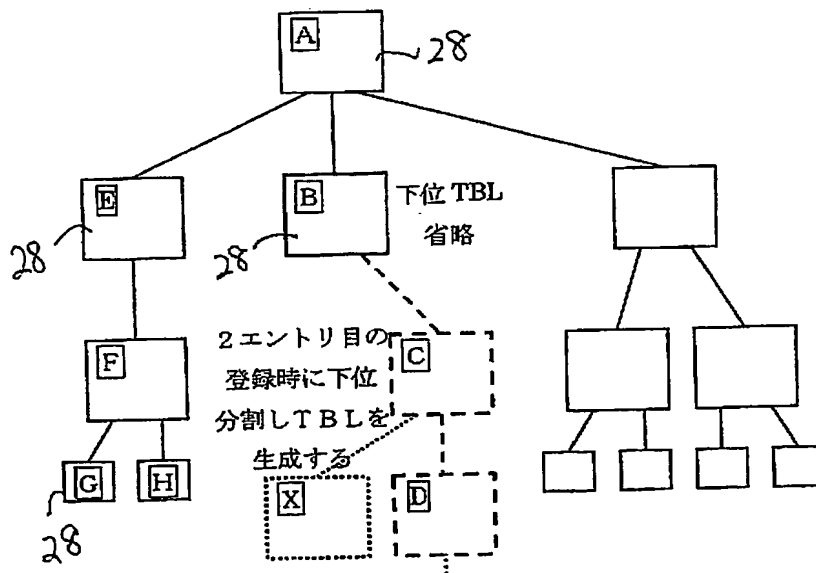 A
28
E
B
下位 TBL
省略
28
28
2エントリ目の
登録時に下位
分割しTBLを
生成する
F
C
G
H
X
D
28